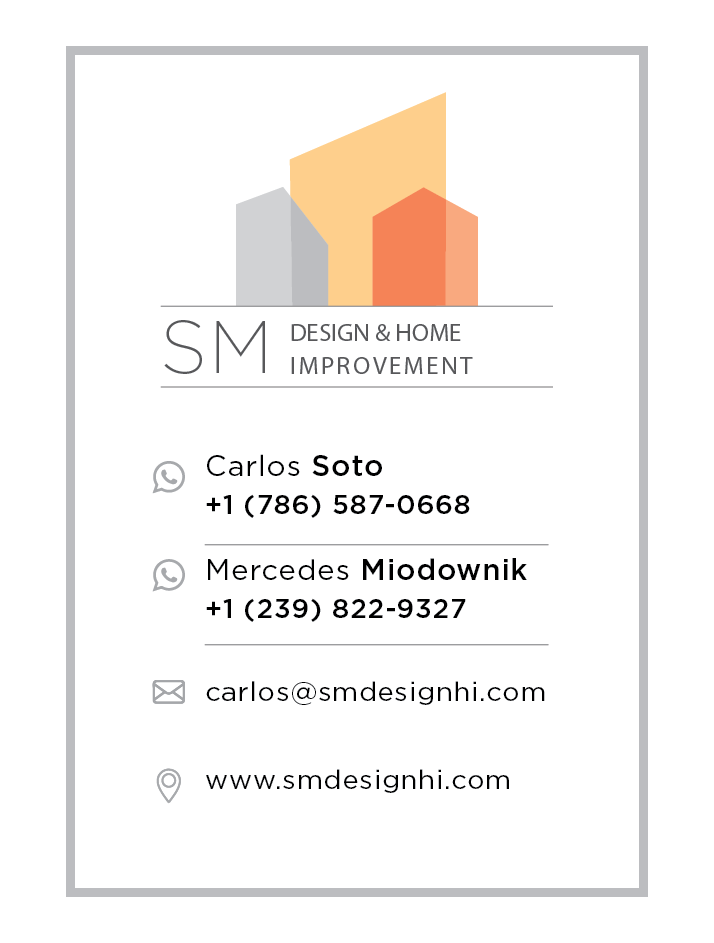 SM DESIGN & HOME
IMPROVEMENT
Carlos Soto
+1 (786) 587-0668
Mercedes Miodownik
+1 (239) 822-9327
carlos@smdesignhi.com
www.smdesignhi.com